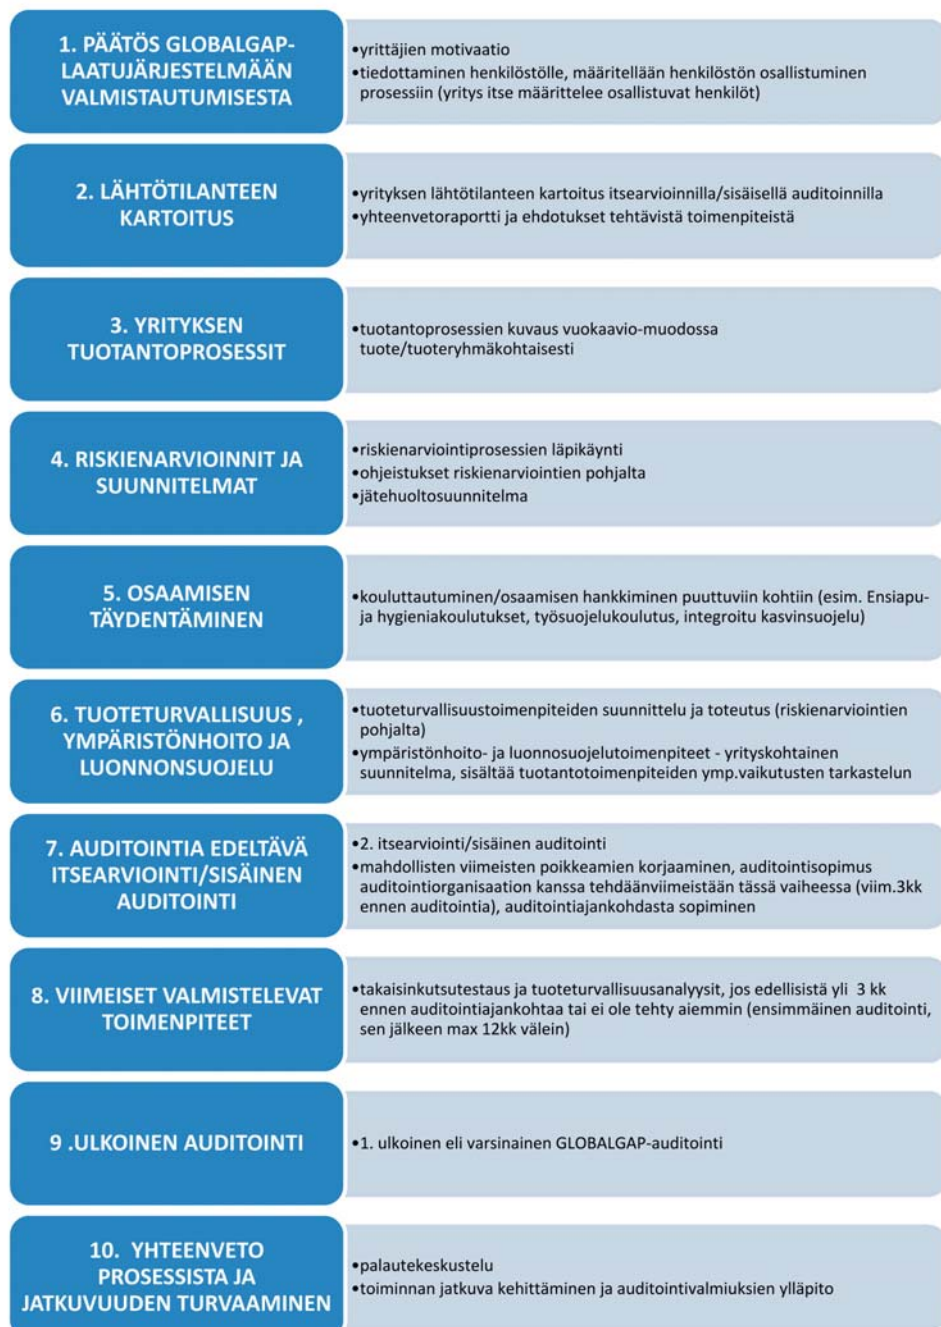 1. PÄÄTÖS GLOBALGAP-
LAATUJÄRJESTELMÄÄN
VALMISTAUTUMISESTA
•yrittäjien motivaatio
•tiedottaminen henkilöstölle, määritellään henkilöstön osallistuminen
prosessiin (yritys itse määrittelee osallistuvat henkilöt)
2. LÄHTÖTILANTEEN
KARTOITUS
•yrityksen lähtötilanteen kartoitus itsearvioinnilla/sisäisellä auditoinnilla
•yhteenvetoraportti ja ehdotukset tehtävistä toimenpiteistä
3. YRITYKSEN
TUOTANTOPROSESSIT
•tuotantoprosessien kuvaus vuokaavio-muodossa
tuote/tuoteryhmäkohtaisesti
4. RISKIENARVIOINNIT JA
SUUNNITELMAT
•riskienarviointiprosessien läpikäynti
•ohjeistukset riskienarviointien pohjalta
•jätehuoltosuunnitelma
5. OSAAMISEN
TÄYDENTÄMINEN
•kouluttautuminen/osaamisen hankkiminen puuttuviin kohtiin (esim. Ensiapu-
ja hygieniakoulutukset, työsuojelukoulutus, integroitu kasvinsuojelu)
6. TUOTETURVALLISUUS ,
YMPÄRISTÖNHOITO JA
LUONNONSUOJELU
•tuoteturvallisuustoimenpiteiden suunnittelu ja toteutus (riskienarviointien
pohjalta)
•ympäristönhoito- ja luonnosuojelutoimenpiteet - yrityskohtainen
suunnitelma, sisältää tuotantotoimenpiteiden ymp.vaikutusten tarkastelun
7. AUDITOINTIA EDELTÄVÄ
ITSEARVIOINTI/SISÄINEN
AUDITOINTI
•2. itsearviointi/sisäinen auditointi
•mahdollisten viimeisten poikkeamien korjaaminen, auditointisopimus
auditointiorganisaation kanssa tehdäänviimeistään tässä vaiheessa (viim.3kk
ennen auditointia), auditointiajankohdasta sopiminen
8. VIIMEISET VALMISTELEVAT
TOIMENPITEET
•takaisinkutsutestaus ja tuoteturvallisuusanalyysit, jos edellisistä yli 3 kk
ennen auditointiajankohtaa tai ei ole tehty aiemmin (ensimmäinen auditointi,
sen jälkeen max 12kk välein)
9 .ULKOINEN AUDITOINTI
•1. ulkoinen eli varsinainen GLOBALGAP-auditointi
10. YHTEENVETO
PROSESSISTA JA
JATKUVUUDEN TURVAAMINEN
•palautekeskustelu
•toiminnan jatkuva kehittäminen ja auditointivalmiuksien ylläpito